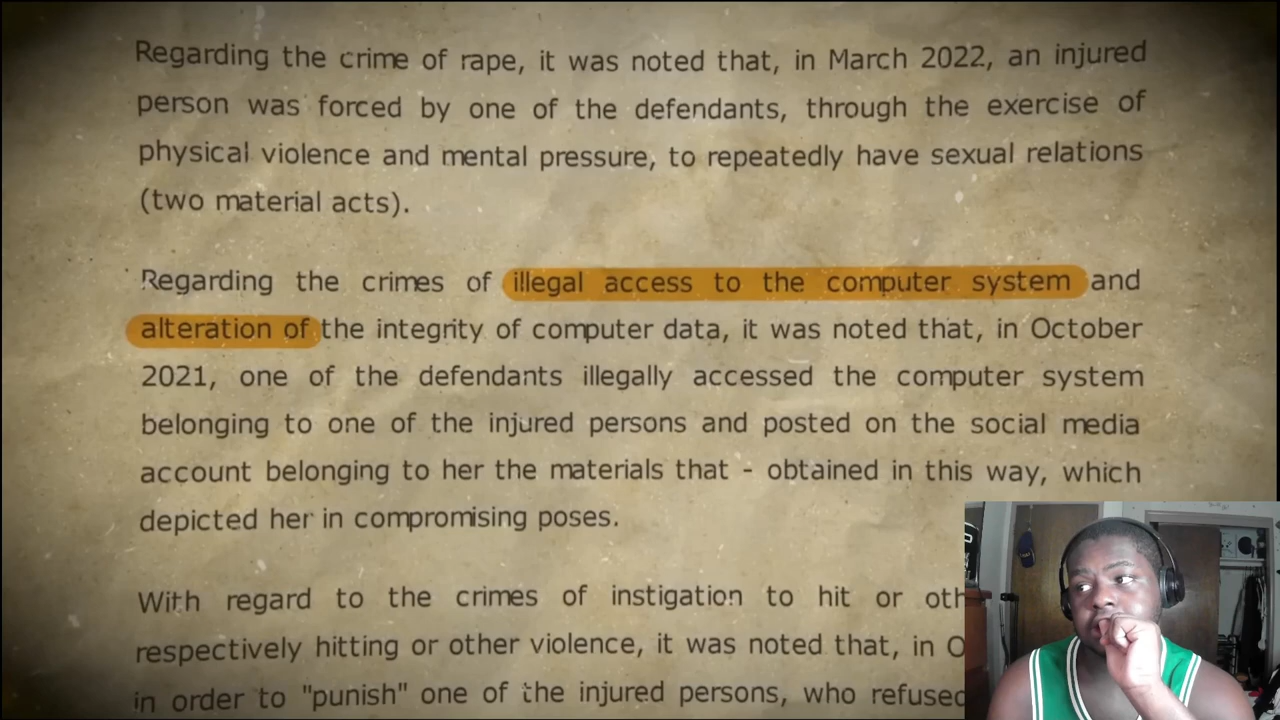 Regarding the crime of rape, it was noted that, in March 2022, an injured
person was forced by one of the defendants, through the exercise of
physical violence and mental pressure, to repeatedly have sexual relations
(two material acts).
Regarding the crimes of illegal access to the computer system and
alteration of the integrity of computer data, it was noted that, in October
2021, one of the defendants illegally accessed the computer system
belonging to one of the injured persons and posted on the social media
account belonging to her the materials that - obtained in this way, which
depicted her in compromising poses.
With regard to the crimes of instigation to hit or oth
respectively hitting or other violence, it was noted that, in O
in order to "punish" one of the injured persons, who refused